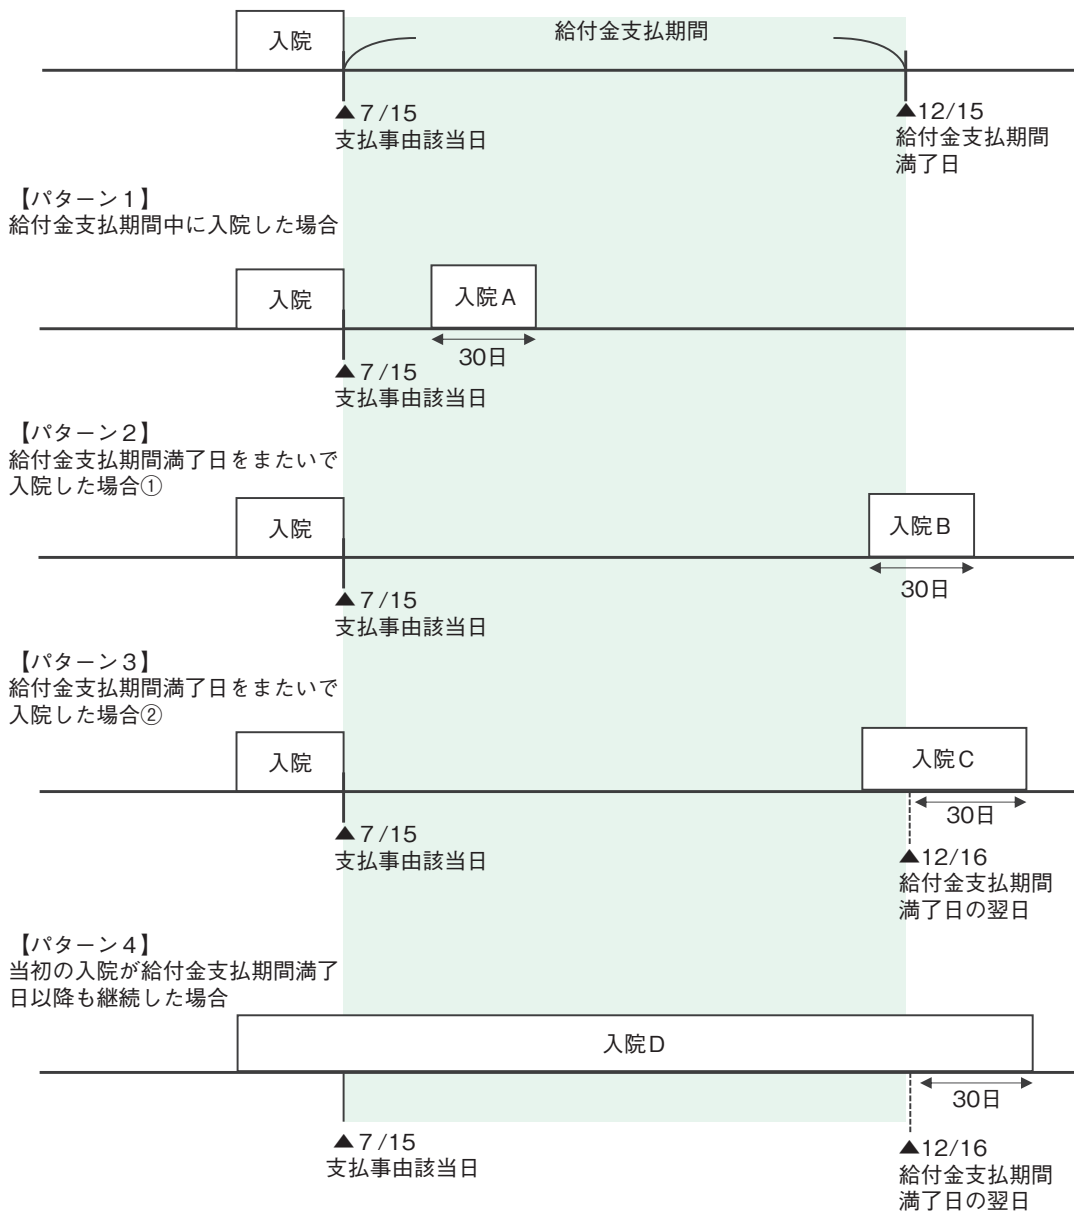 入院
給付金支払期間
▲7/15
支払事由該当日
▲12/15
給付金支払期間
満了日
【パターン1】
給付金支払期間中に入院した場合
入院
入院A
30日
▲7/15
支払事由該当日
【パターン2】
給付金支払期間満了日をまたいで
入院した場合①
入院
入院B
30日
▲7/15
支払事由該当日
【パターン3】
給付金支払期間満了日をまたいで
入院した場合②
入院
入院C
30日
▲7/15
支払事由該当日
▲12/16
給付金支払期間
満了日の翌日
【パターン4】
当初の入院が給付金支払期間満了
日以降も継続した場合
入院D
30日
▲7/15
支払事由該当日
▲12/16
給付金支払期間
満了日の翌日